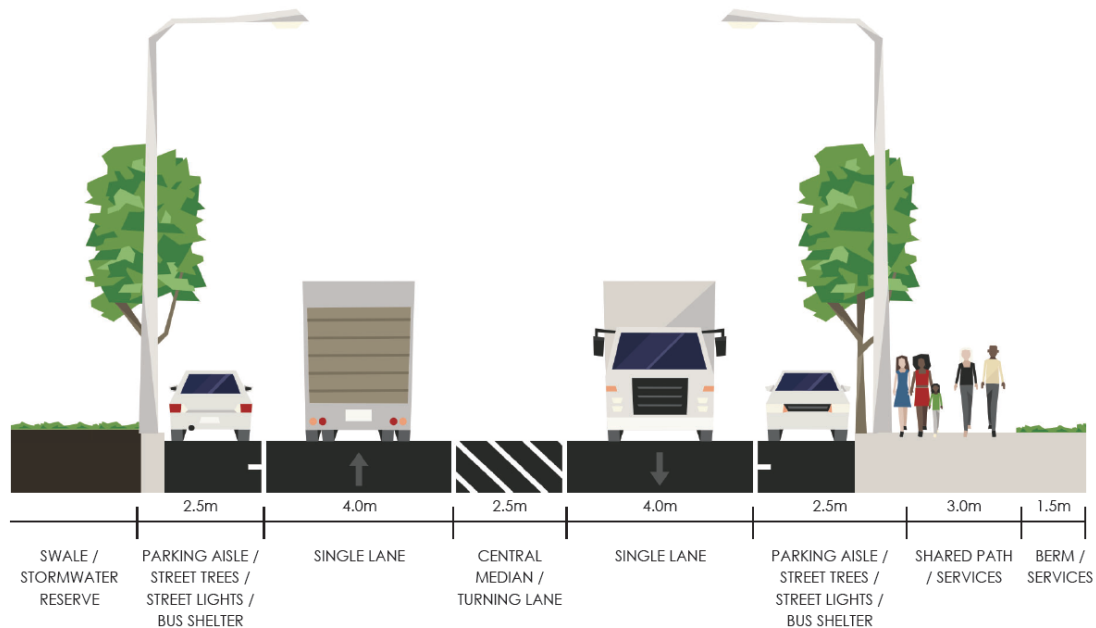 2.5m 4.0m 2.5m 4.0m 2.5m 3.0m 1.5m
SWALE /
STORMWATER
RESERVE
PARKING AISLE /
STREET TREES /
STREET LIGHTS /
BUS SHELTER
SINGLE LANE
CENTRAL
MEDIAN /
TURNING LANE
SINGLE LANE
PARKING AISLE /
STREET TREES /
STREET LIGHTS /
BUS SHELTER
SHARED PATH
/ SERVICES
BERM /
SERVICES